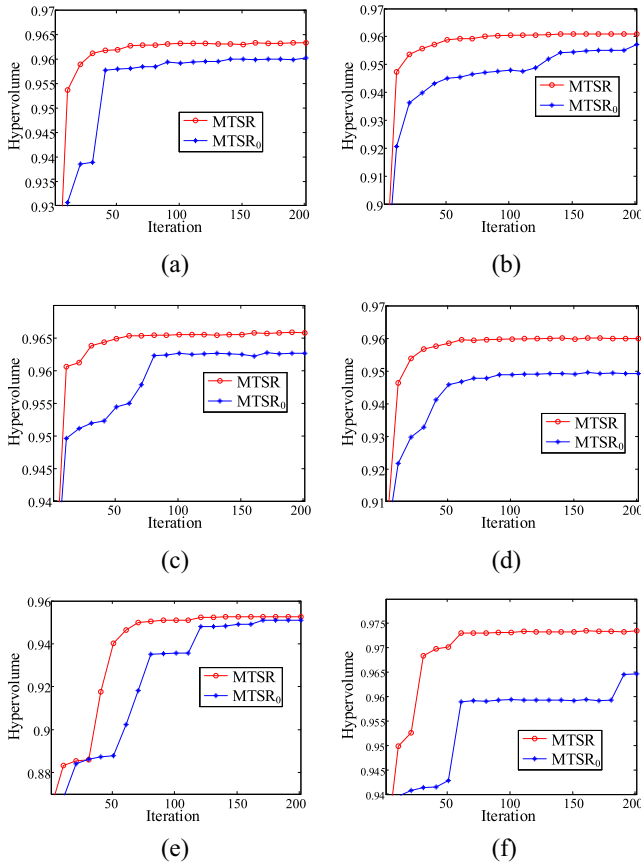 0.97
0.965
0.96
0.955
0.95
0.945
0.94
0.935
0.93
Hypervolume
MTSR
MTSR₀
50
100
150
200
Iteration
(a)
0.97
0.96
0.95
0.94
0.93
0.92
0.91
0.9
Hypervolume
MTSR
MTSR₀
50
100
150
200
Iteration
(b)
0.965
0.96
0.955
0.95
0.945
0.94
Hypervolume
MTSR
MTSR₀
50
100
150
200
Iteration
(c)
0.97
0.96
0.95
0.94
0.93
0.92
0.91
Hypervolume
MTSR
MTSR₀
50
100
150
200
Iteration
(d)
0.96
0.94
0.92
0.9
0.88
Hypervolume
MTSR
MTSR₀
50
100
150
200
Iteration
(e)
0.975
0.97
0.965
0.96
0.955
0.95
0.945
0.94
Hypervolume
MTSR
MTSR₀
50
100
150
200
Iteration
(f)